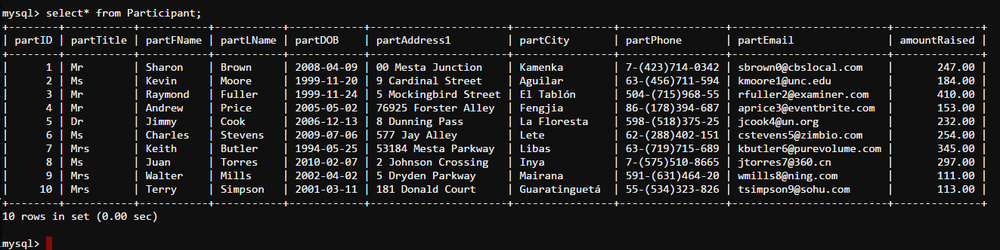 mysql> select* from Participant;
+--------+-----------+-----------+-----------+------------+----------------------+--------------+------------------+-------------------------+--------------+
| partID | partTitle | partFName | partLName | partDOB    | partAddress1         | partCity     | partPhone        | partEmail               | amountRaised |
+--------+-----------+-----------+-----------+------------+----------------------+--------------+------------------+-------------------------+--------------+
|      1 | Mr        | Sharon    | Brown     | 2008-04-09 | 00 Mesta Junction    | Kamenka      | 7-(423)714-0342  | sbrown0@cbslocal.com    |       247.00 |
|      2 | Ms        | Kevin     | Moore     | 1999-11-20 | 9 Cardinal Street    | Aguilar      | 63-(456)711-594  | kmoore1@unc.edu         |       184.00 |
|      3 | Mr        | Raymond   | Fuller    | 1999-11-24 | 5 Mockingbird Street | El Tablón    | 504-(715)968-55  | rfuller2@examiner.com   |       410.00 |
|      4 | Mr        | Andrew    | Price     | 2005-05-02 | 76925 Forster Alley  | Fengjia      | 86-(178)394-687  | aprice3@eventbrite.com  |       153.00 |
|      5 | Dr        | Jimmy     | Cook      | 2006-12-13 | 8 Dunning Pass       | La Floresta  | 598-(518)375-25  | jcook4@un.org           |       232.00 |
|      6 | Ms        | Charles   | Stevens   | 2009-07-06 | 577 Jay Alley        | Lete         | 62-(288)402-151  | cstevens5@zimbio.com    |       254.00 |
|      7 | Mrs       | Keith     | Butler    | 1994-05-25 | 53184 Mesta Parkway  | Libas        | 63-(719)715-689  | kbutler6@purevolume.com |       345.00 |
|      8 | Ms        | Juan      | Torres    | 2010-02-07 | 2 Johnson Crossing   | Inya         | 7-(575)510-8665  | jtorres7@360.cn         |       297.00 |
|      9 | Mrs       | Walter    | Mills     | 2002-04-02 | 5 Dryden Parkway     | Mairana      | 591-(631)464-20  | wmills8@ning.com        |       111.00 |
|     10 | Mrs       | Terry     | Simpson   | 2001-03-11 | 181 Donald Court     | Guaratinguetá | 55-(534)323-826 | tsimpson9@sohu.com      |       113.00 |
+--------+-----------+-----------+-----------+------------+----------------------+--------------+------------------+-------------------------+--------------+
10 rows in set (0.00 sec)
mysql>